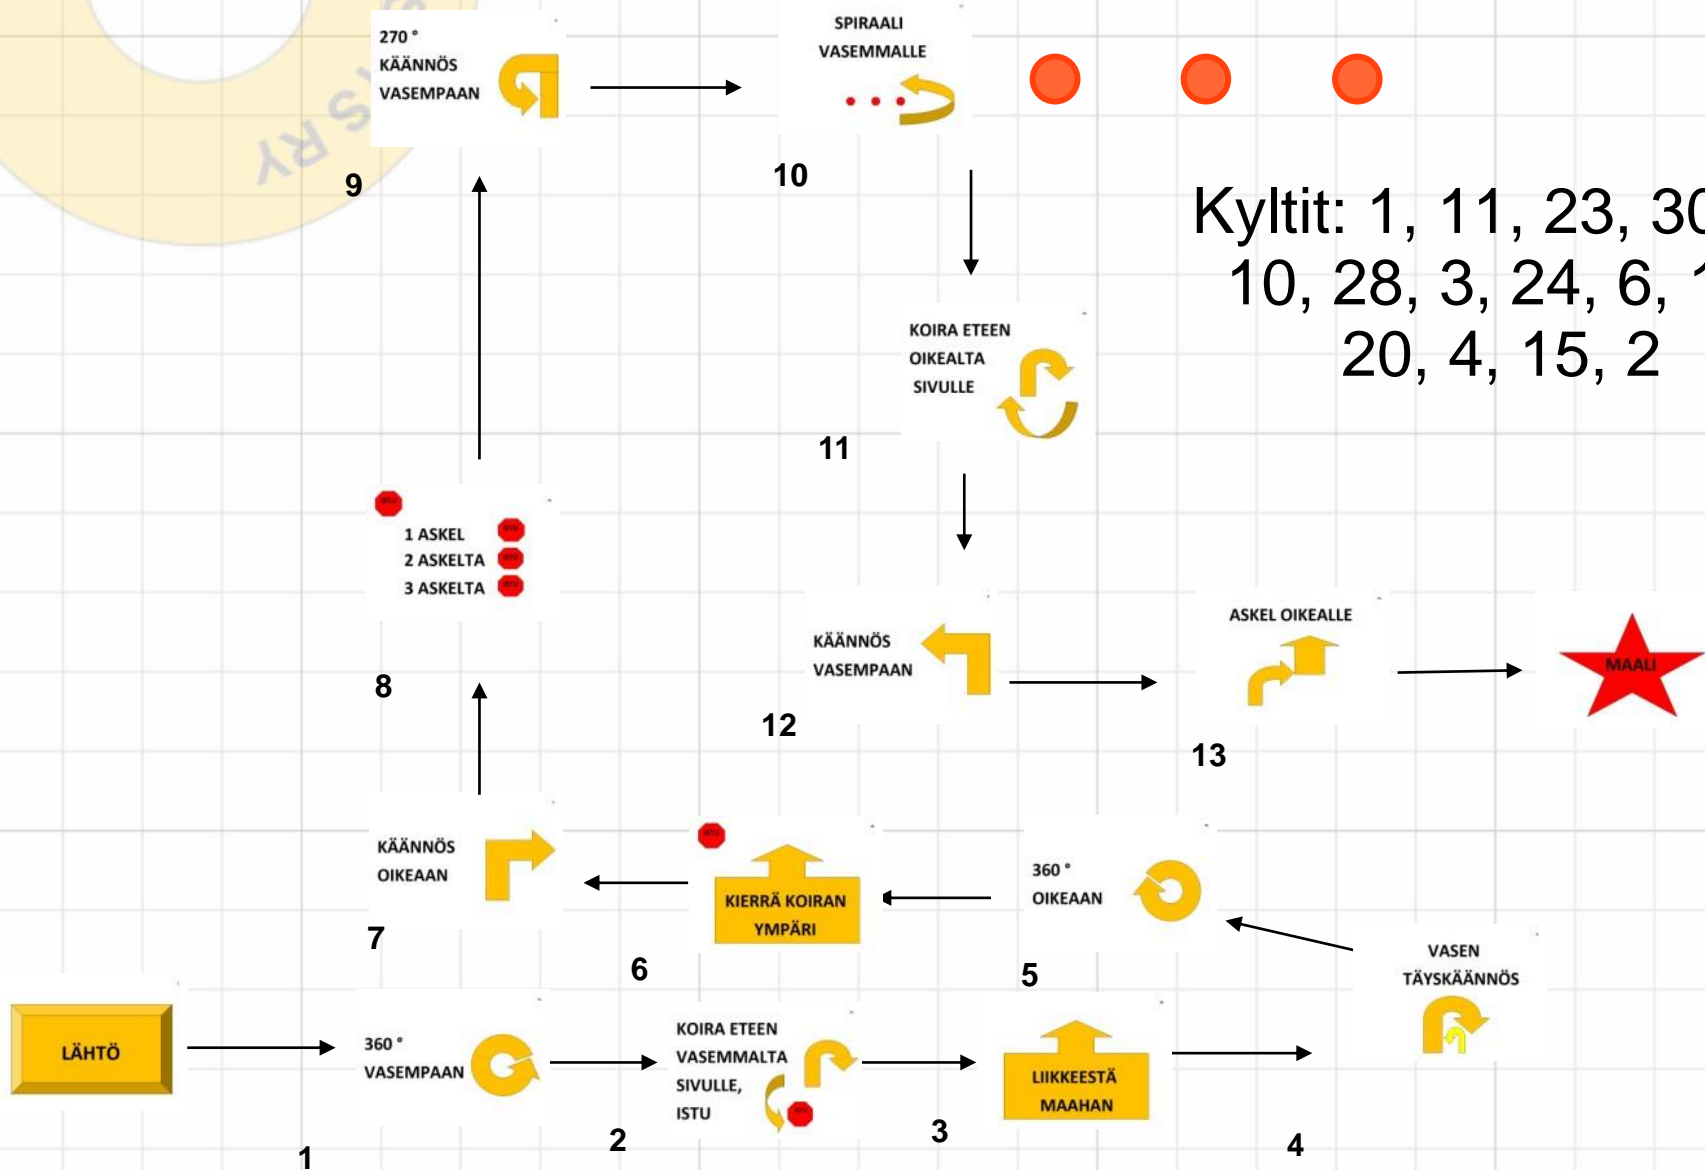 S RY
270 °
KÄÄNNÖS
VASEMPAAN
9
SPIRAALI
VASEMMALLE
10
Kyltit: 1, 11, 23, 30
10, 28, 3, 24, 6, 1
20, 4, 15, 2
KOIRA ETEEN
OIKEALTA
SIVULLE
11
1 ASKEL
2 ASKELTA
3 ASKELTA
8
KÄÄNNÖS
VASEMPAAN
12
ASKEL OIKEALLE
13
MAALI
KÄÄNNÖS
OIKEAAN
7
KIERRÄ KOIRAN
YMPÄRI
6
360 °
OIKEAAN
5
VASEN
TÄYSKÄÄNNÖS
4
LÄHTÖ
360 °
VASEMPAAN
1
KOIRA ETEEN
VASEMMALTA
SIVULLE,
ISTU
2
LIIKKEESTÄ
MAAHAN
3